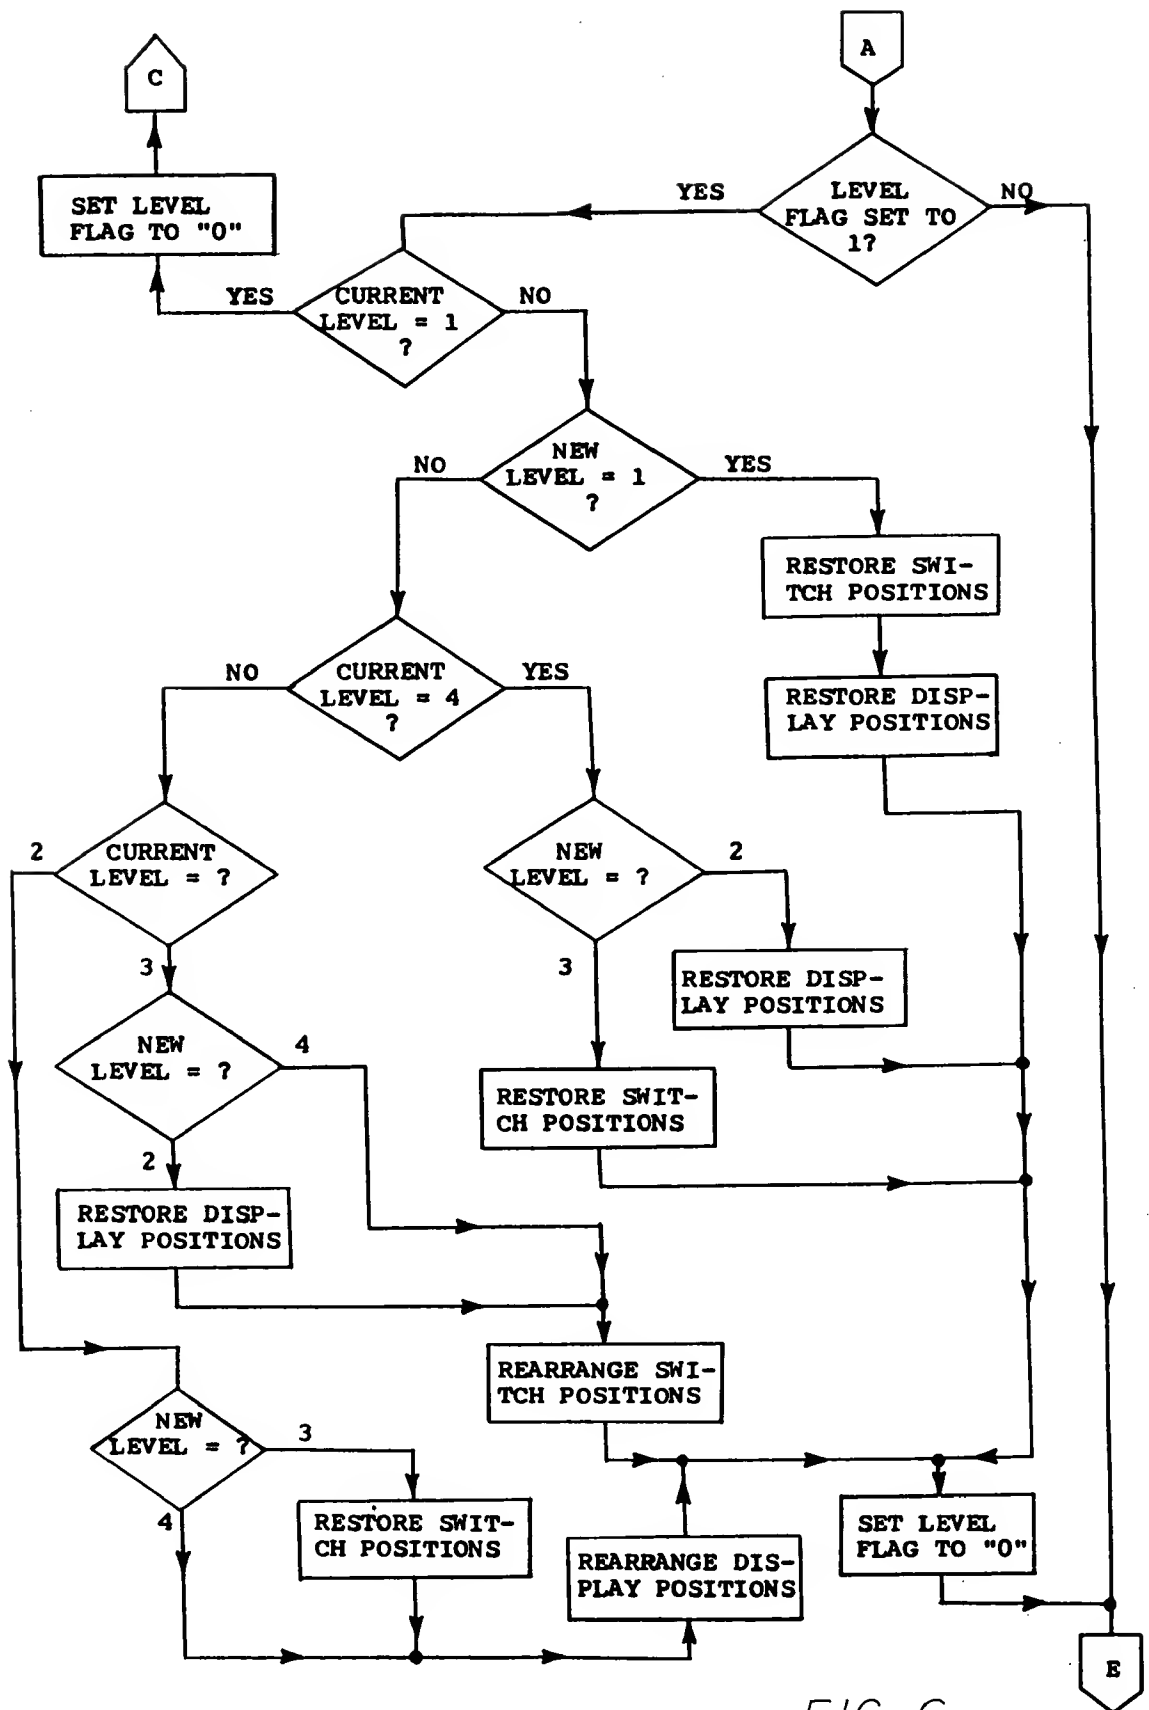 A
C
LEVEL
FLAG SET TO
1?
YES
NO
SET LEVEL
FLAG TO "0"
CURRENT
LEVEL = 1
?
YES
NO
NEW
LEVEL = 1
?
NO
YES
RESTORE SWI-
TCH POSITIONS
RESTORE DISP-
LAY POSITIONS
CURRENT
LEVEL = 4
?
NO
YES
CURRENT
LEVEL = ?
2
3
NEW
LEVEL = ?
2
3
RESTORE DISP-
LAY POSITIONS
RESTORE SWIT-
CH POSITIONS
NEW
LEVEL = ?
4
2
RESTORE DISP-
LAY POSITIONS
REARRANGE SWI-
TCH POSITIONS
NEW
LEVEL = ?
3
4
RESTORE SWIT-
CH POSITIONS
REARRANGE DIS-
PLAY POSITIONS
SET LEVEL
FLAG TO "0"
E